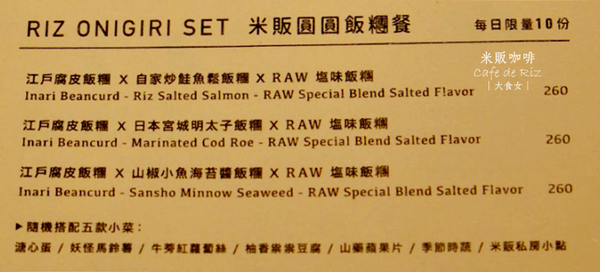 RIZ ONIGIRI SET 米販圓圓飯糰餐 每日限量10份
米販咖啡
Cafe de Riz
|大食女|
江戶腐皮飯糰 X 自家炒鮭魚鬆飯糰 X RAW 塩味飯糰
Inari Beancurd - Riz Salted Salmon - RAW Special Blend Salted Flavor 260
江戶腐皮飯糰 X 日本宮城明太子飯糰 X RAW 塩味飯糰
Inari Beancurd - Marinated Cod Roe - RAW Special Blend Salted Flavor 260
江戶腐皮飯糰 X 山椒小魚海苔醬飯糰 X RAW 塩味飯糰
Inari Beancurd - Sansho Minnow Seaweed - RAW Special Blend Salted Flavor 260
▶隨機搭配五款小菜：
溏心蛋 / 妖怪馬鈴薯 / 牛蒡紅蘿蔔絲 / 柚香祟祟豆腐 / 山藥蘋果片 / 季節時蔬 / 米販私房小點